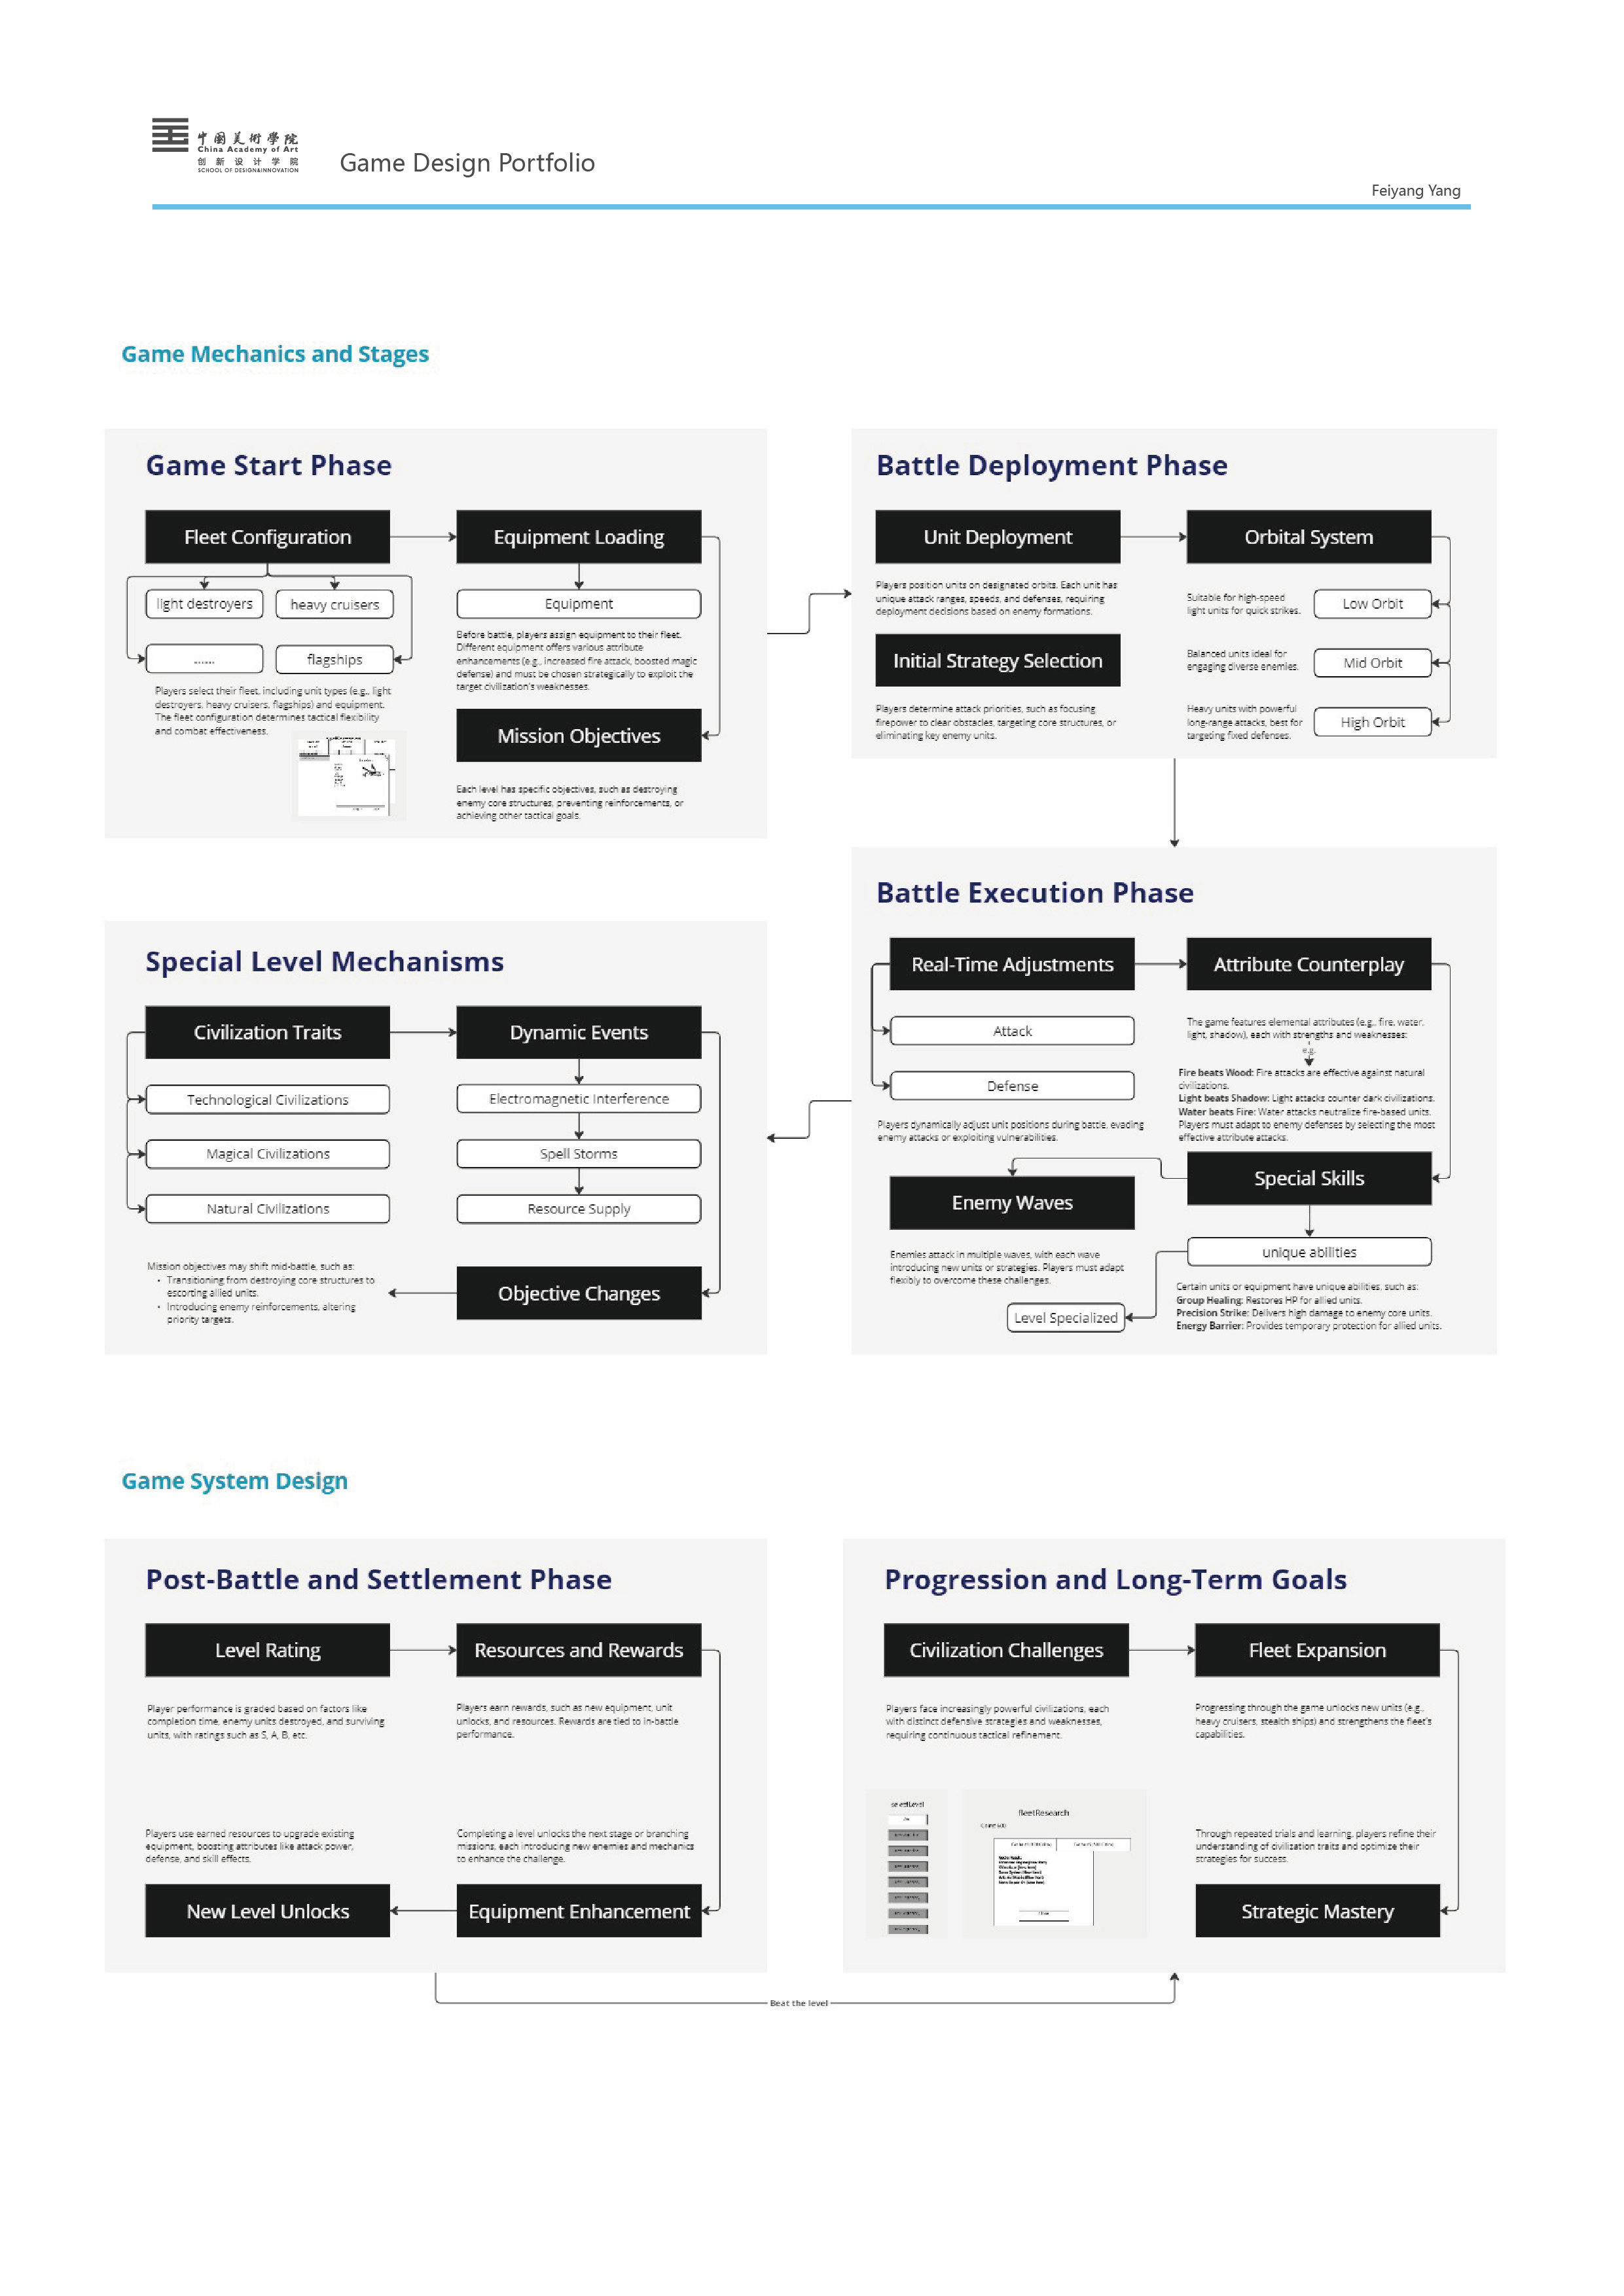 中国美術學院
China Academy of Art
创新设计学院
SCHOOL OF DESIGN&INNOVATION
Game Design Portfolio
Feiyang Yang
Game Mechanics and Stages
Game Start Phase
Fleet Configuration
Equipment Loading
light destroyers
heavy cruisers
Equipment
......
flagships
Players select their fleet, including unit types (e.g., light
destroyers, heavy cruisers, flagships) and equipment.
The fleet configuration determines tactical flexibility
and combat effectiveness.
Before battle, players assign equipment to their fleet.
Different equipment offers various attribute
enhancements (e.g., increased fire attack, boosted magic
defense) and must be chosen strategically to exploit the
target civilization's weaknesses.
Mission Objectives
Each level has specific objectives, such as destroying
enemy core structures, preventing reinforcements, or
achieving other tactical goals.
Battle Deployment Phase
Unit Deployment
Orbital System
Players position units on designated orbits. Each unit has
unique attack ranges, speeds, and defenses, requiring
deployment decisions based on enemy formations.
Initial Strategy Selection
Players determine attack priorities, such as focusing
firepower to clear obstacles, targeting core structures, or
eliminating key enemy units.
Suitable for high-speed
light units for quick strikes.
Low Orbit
Balanced units ideal for
engaging diverse enemies.
Mid Orbit
Heavy units with powerful
long-range attacks, best for
targeting fixed defenses.
High Orbit
Battle Execution Phase
Real-Time Adjustments
Attribute Counterplay
Attack
Defense
Players dynamically adjust unit positions during battle, evading
enemy attacks or exploiting vulnerabilities.
The game features elemental attributes (e.g., fire, water,
light, shadow), each with strengths and weaknesses:
e.g.
Fire beats Wood: Fire attacks are effective against natural
civilizations.
Light beats Shadow: Light attacks counter dark civilizations.
Water beats Fire: Water attacks neutralize fire-based units.
Players must adapt to enemy defenses by selecting the most
effective attribute attacks.
Special Skills
Enemy Waves
Enemies attack in multiple waves, with each wave
introducing new units or strategies. Players must adapt
flexibly to overcome these challenges.
unique abilities
Level Specialized
Certain units or equipment have unique abilities, such as:
Group Healing: Restores HP for allied units.
Precision Strike: Delivers high damage to enemy core units.
Energy Barrier: Provides temporary protection for allied units.
Special Level Mechanisms
Civilization Traits
Dynamic Events
Technological Civilizations
Electromagnetic Interference
Magical Civilizations
Spell Storms
Natural Civilizations
Resource Supply
Mission objectives may shift mid-battle, such as:
• Transitioning from destroying core structures to
escorting allied units.
• Introducing enemy reinforcements, altering
priority targets.
Objective Changes
Game System Design
Post-Battle and Settlement Phase
Level Rating
Resources and Rewards
Player performance is graded based on factors like
completion time, enemy units destroyed, and surviving
units, with ratings such as S, A, B, etc.
Players earn rewards, such as new equipment, unit
unlocks, and resources. Rewards are tied to in-battle
performance.
Players use earned resources to upgrade existing
equipment, boosting attributes like attack power,
defense, and skill effects.
Completing a level unlocks the next stage or branching
missions, each introducing new enemies and mechanics
to enhance the challenge.
New Level Unlocks
Equipment Enhancement
Progression and Long-Term Goals
Civilization Challenges
Fleet Expansion
Players face increasingly powerful civilizations, each
with distinct defensive strategies and weaknesses,
requiring continuous tactical refinement.
Progressing through the game unlocks new units (e.g.,
heavy cruisers, stealth ships) and strengthens the fleet's
capabilities.
fleetResearch
Through repeated trials and learning, players refine their
understanding of civilization traits and optimize their
strategies for success.
Strategic Mastery
Beat the level